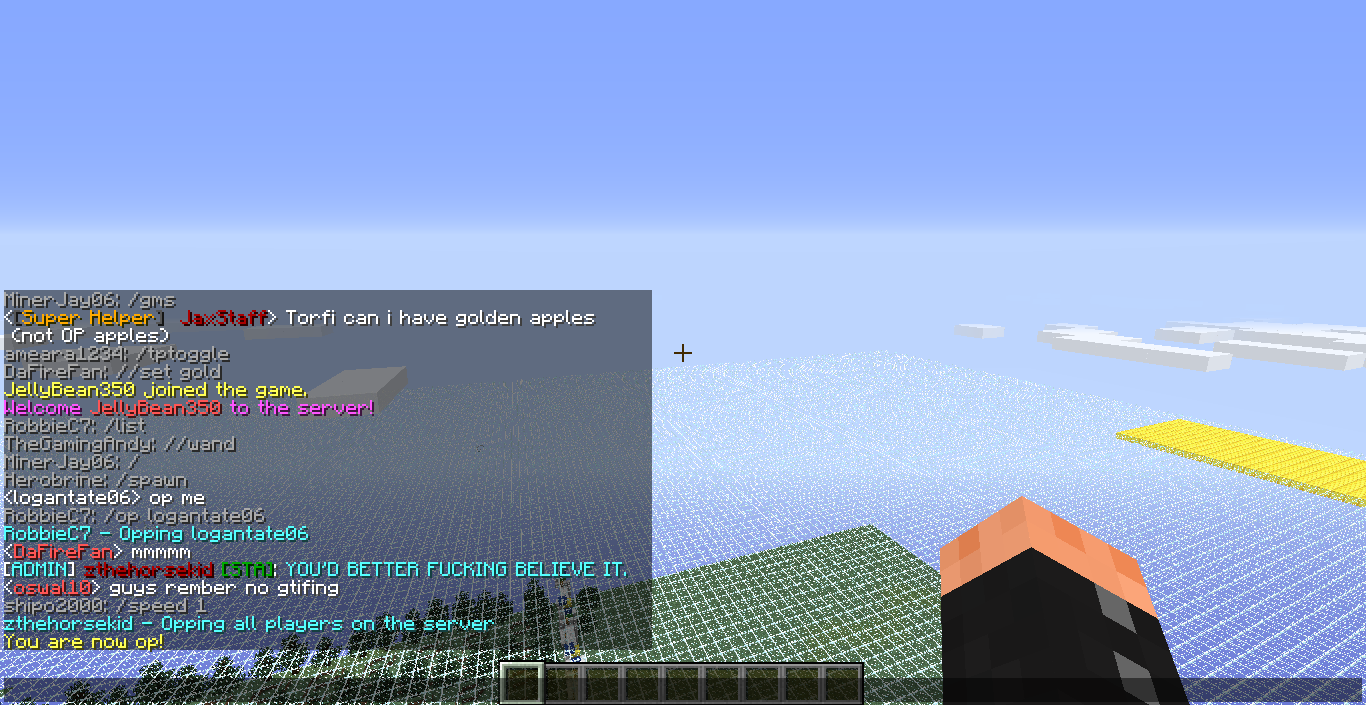 MinerJay06: /gms
<[Super Helper] JaxStaff> Torfi can i have golden apples
(not OP apples)
ameara1234: /tptoggle
DaFireFan: //set gold
JellyBean350 joined the game.
Welcome JellyBean350 to the server!
RobbieC7: /list
TheGamingAndy: //wand
MinerJay06: /
Herobrine: /spawn
<logantate06> op me
RobbieC7: /op logantate06
RobbieC7 - Opping logantate06
<DaFireFan> mmmmm
[ADMIN] zthehorsekid [STA]: YOU'D BETTER FUCKING BELIEVE IT.
<oswal10> guys rember no gtifing
shipo2000: /speed 1
zthehorsekid - Opping all players on the server
You are now op!